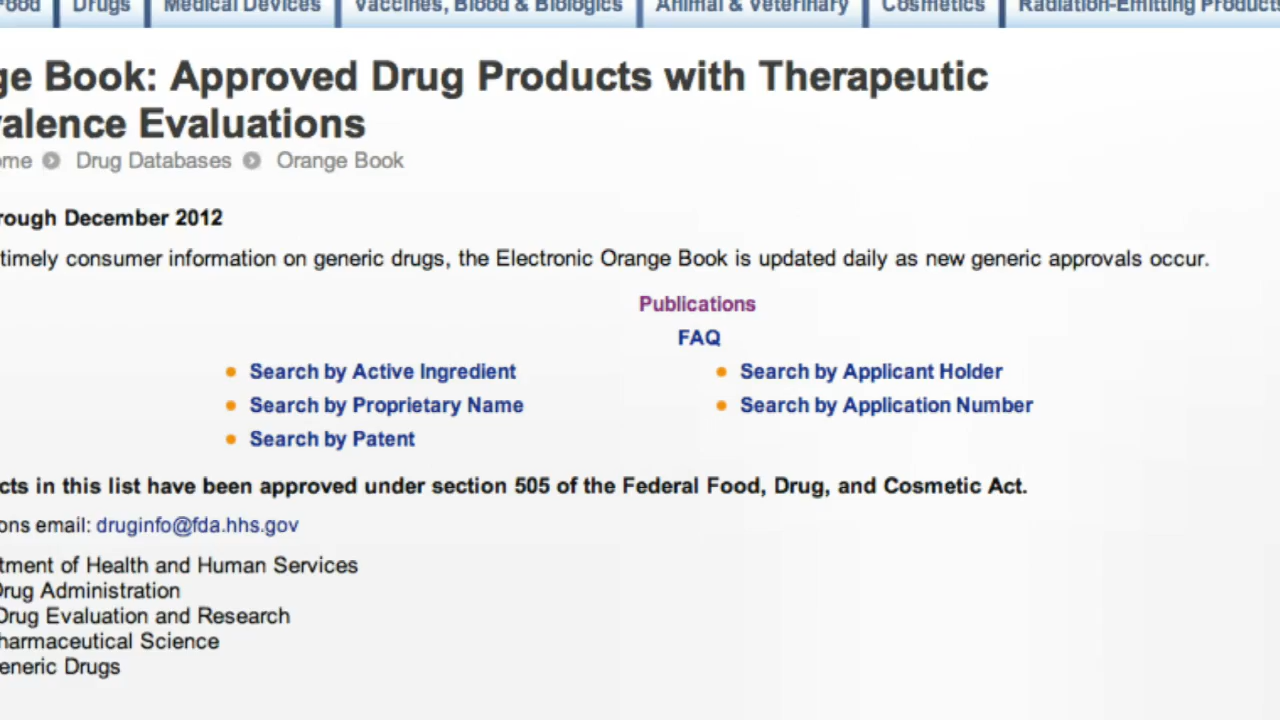 Food Drugs Medical Devices Vaccines, Blood & Biologics Animal & Veterinary Cosmetics Radiation-Emitting Products
ge Book: Approved Drug Products with Therapeutic
valence Evaluations
ome Drug Databases Orange Book
rough December 2012
timely consumer information on generic drugs, the Electronic Orange Book is updated daily as new generic approvals occur.
Publications
FAQ
Search by Active Ingredient Search by Applicant Holder
Search by Proprietary Name Search by Application Number
Search by Patent
cts in this list have been approved under section 505 of the Federal Food, Drug, and Cosmetic Act.
ons email: druginfo@fda.hhs.gov
tment of Health and Human Services
Drug Administration
Drug Evaluation and Research
harmaceutical Science
eneric Drugs